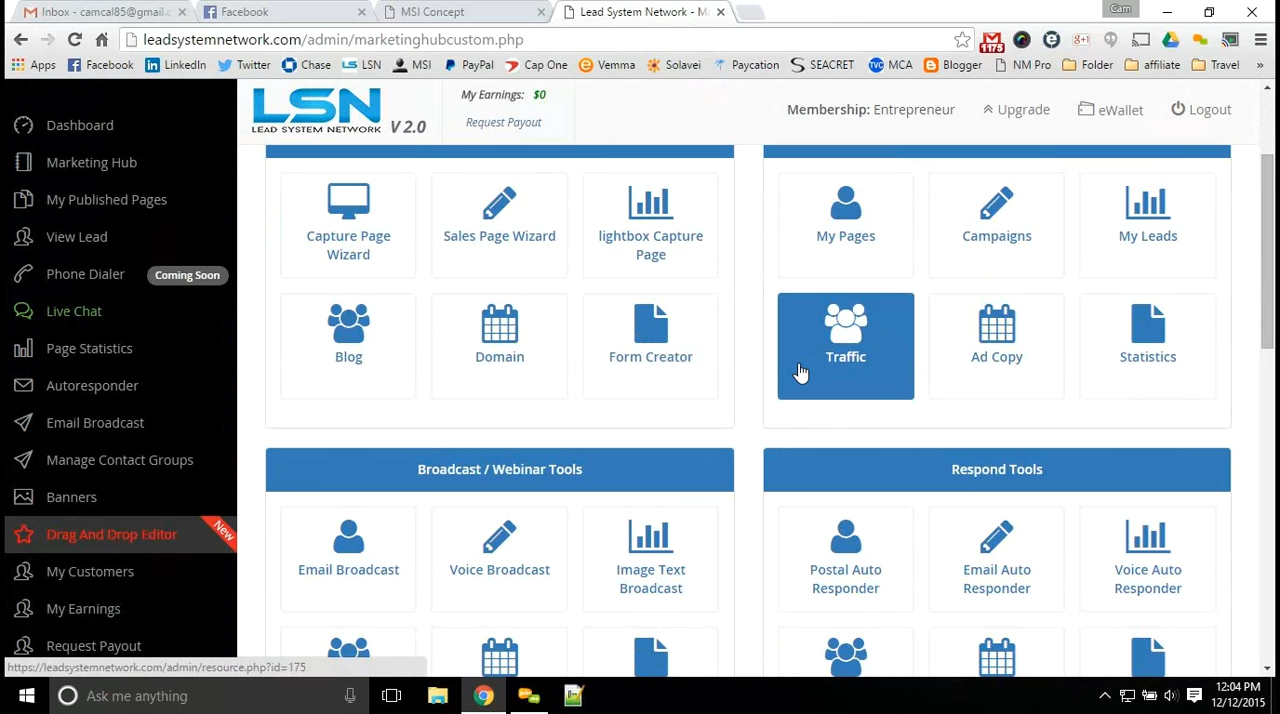 Inbox - camcal85@gmail.c
Facebook
MSI Concept
Lead System Network - M
Cam
leadsystemnetwork.com/admin/marketinghubcustom.php
1175
Apps
Facebook
LinkedIn
Twitter
Chase
LSN
MSI
PayPal
Cap One
Vemma
Solavei
Paycation
SEACRET
TVC
MCA
Blogger
NM Pro
Folder
affiliate
Travel
»
LSN
LEAD SYSTEM NETWORK
V 2.0
My Earnings: $0
Request Payout
Membership: Entrepreneur
Upgrade
eWallet
Logout
Dashboard
Marketing Hub
My Published Pages
View Lead
Phone Dialer
Coming Soon
Live Chat
Page Statistics
Autoresponder
Email Broadcast
Manage Contact Groups
Banners
Drag And Drop Editor
New
My Customers
My Earnings
Request Payout
Capture Page
Wizard
Sales Page Wizard
lightbox Capture
Page
Blog
Domain
Form Creator
My Pages
Campaigns
My Leads
Traffic
Ad Copy
Statistics
Broadcast / Webinar Tools
Email Broadcast
Voice Broadcast
Image Text
Broadcast
Respond Tools
Postal Auto
Responder
Email Auto
Responder
Voice Auto
Responder
https://leadsystemnetwork.com/admin/resource.php?id=175
Ask me anything
12:04 PM
12/12/2015